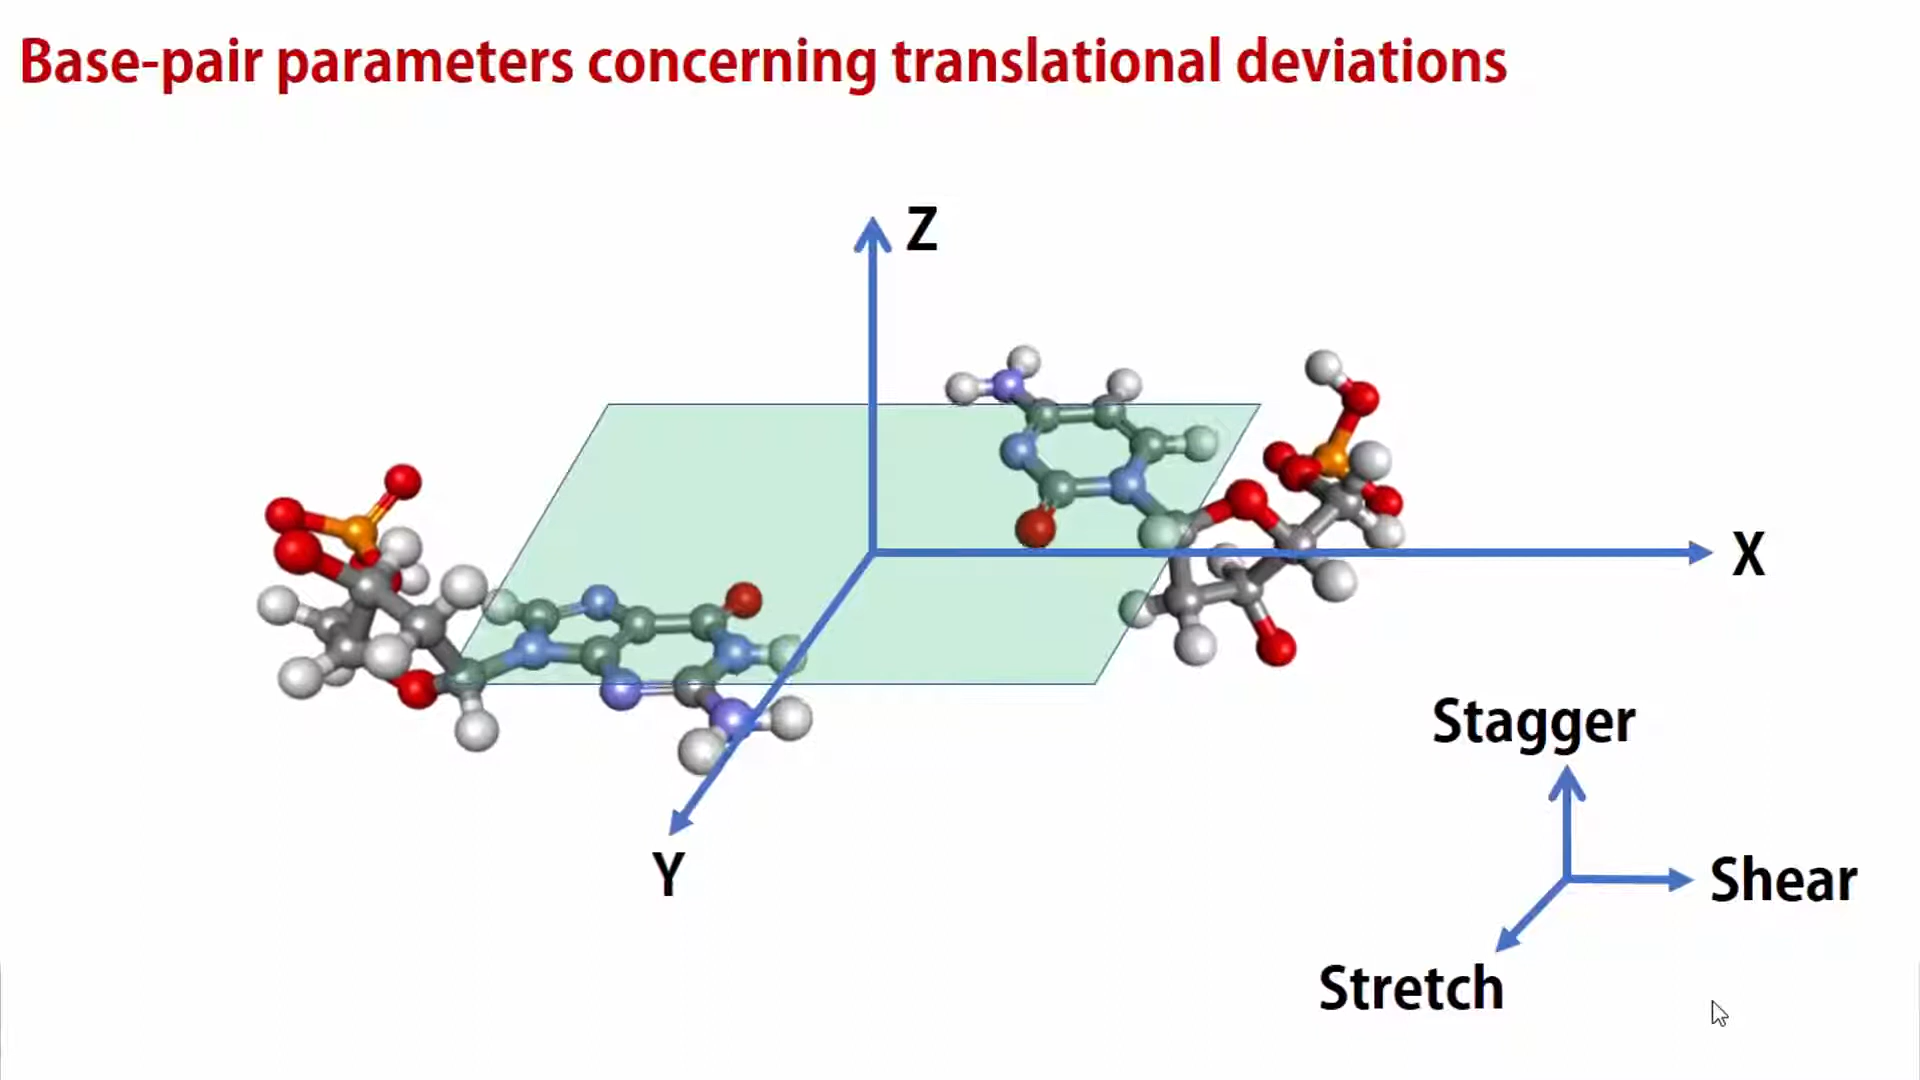 Base-pair parameters concerning translational deviations
Z
X
Y
Stagger
Shear
Stretch